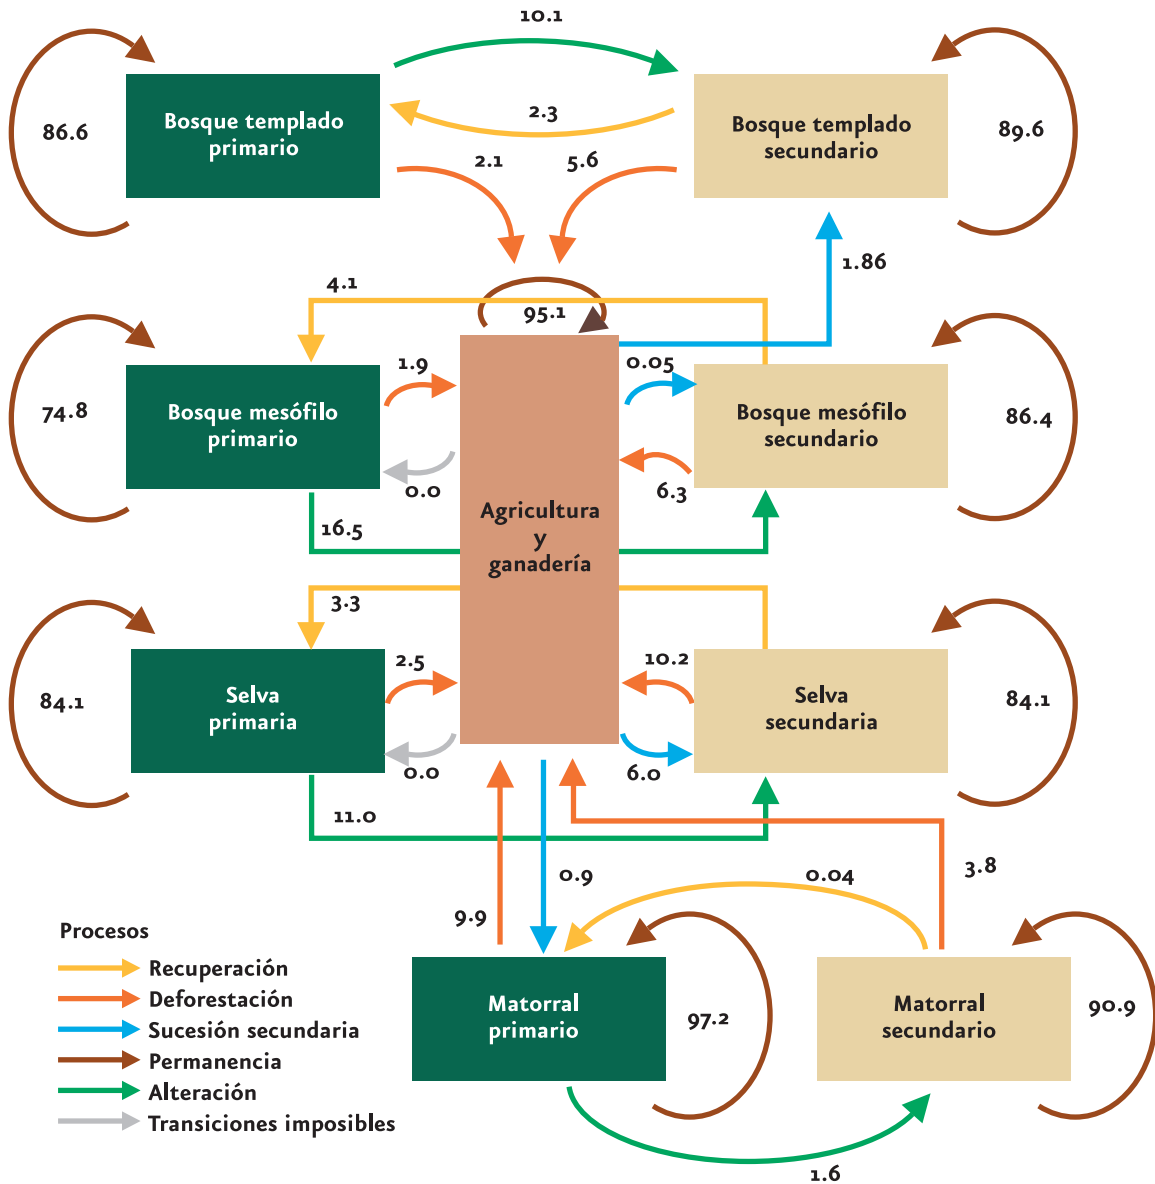 10.1
Bosque templado
primario
Bosque templado
secundario
86.6
2.3
89.6
2.1
5.6
1.86
4.1
95.1
74.8
Bosque mesófilo
primario
1.9
0.05
Bosque mesófilo
secundario
86.4
0.0
6.3
16.5
Agricultura
y
ganadería
3.3
84.1
Selva
primaria
2.5
10.2
Selva
secundaria
84.1
0.0
6.0
11.0
0.9
0.04
3.8
9.9
Matorral
primario
97.2
Matorral
secundario
90.9
1.6
Procesos
Recuperación
Deforestación
Sucesión secundaria
Permanencia
Alteración
Transiciones imposibles